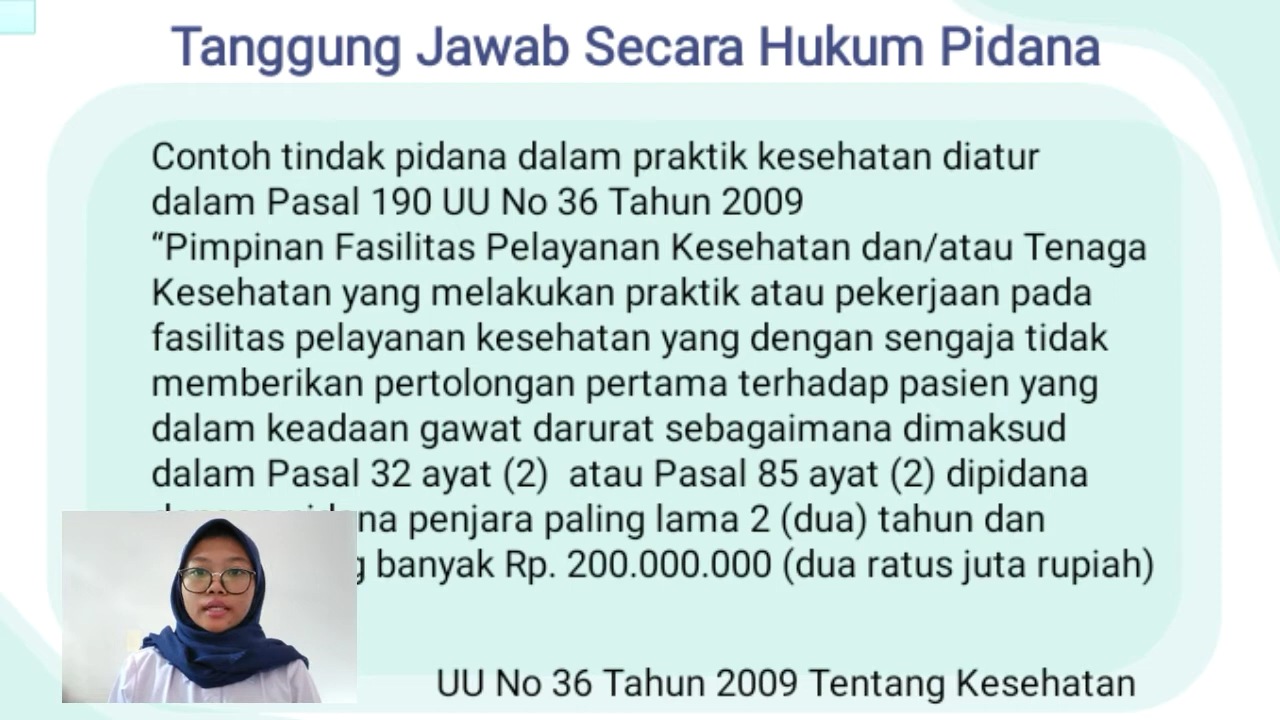 Tanggung Jawab Secara Hukum Pidana
Contoh tindak pidana dalam praktik kesehatan diatur
dalam Pasal 190 UU No 36 Tahun 2009
“Pimpinan Fasilitas Pelayanan Kesehatan dan/atau Tenaga
Kesehatan yang melakukan praktik atau pekerjaan pada
fasilitas pelayanan kesehatan yang dengan sengaja tidak
memberikan pertolongan pertama terhadap pasien yang
dalam keadaan gawat darurat sebagaimana dimaksud
dalam Pasal 32 ayat (2)  atau Pasal 85 ayat (2) dipidana
penjara paling lama 2 (dua) tahun dan
banyak Rp. 200.000.000 (dua ratus juta rupiah)
UU No 36 Tahun 2009 Tentang Kesehatan